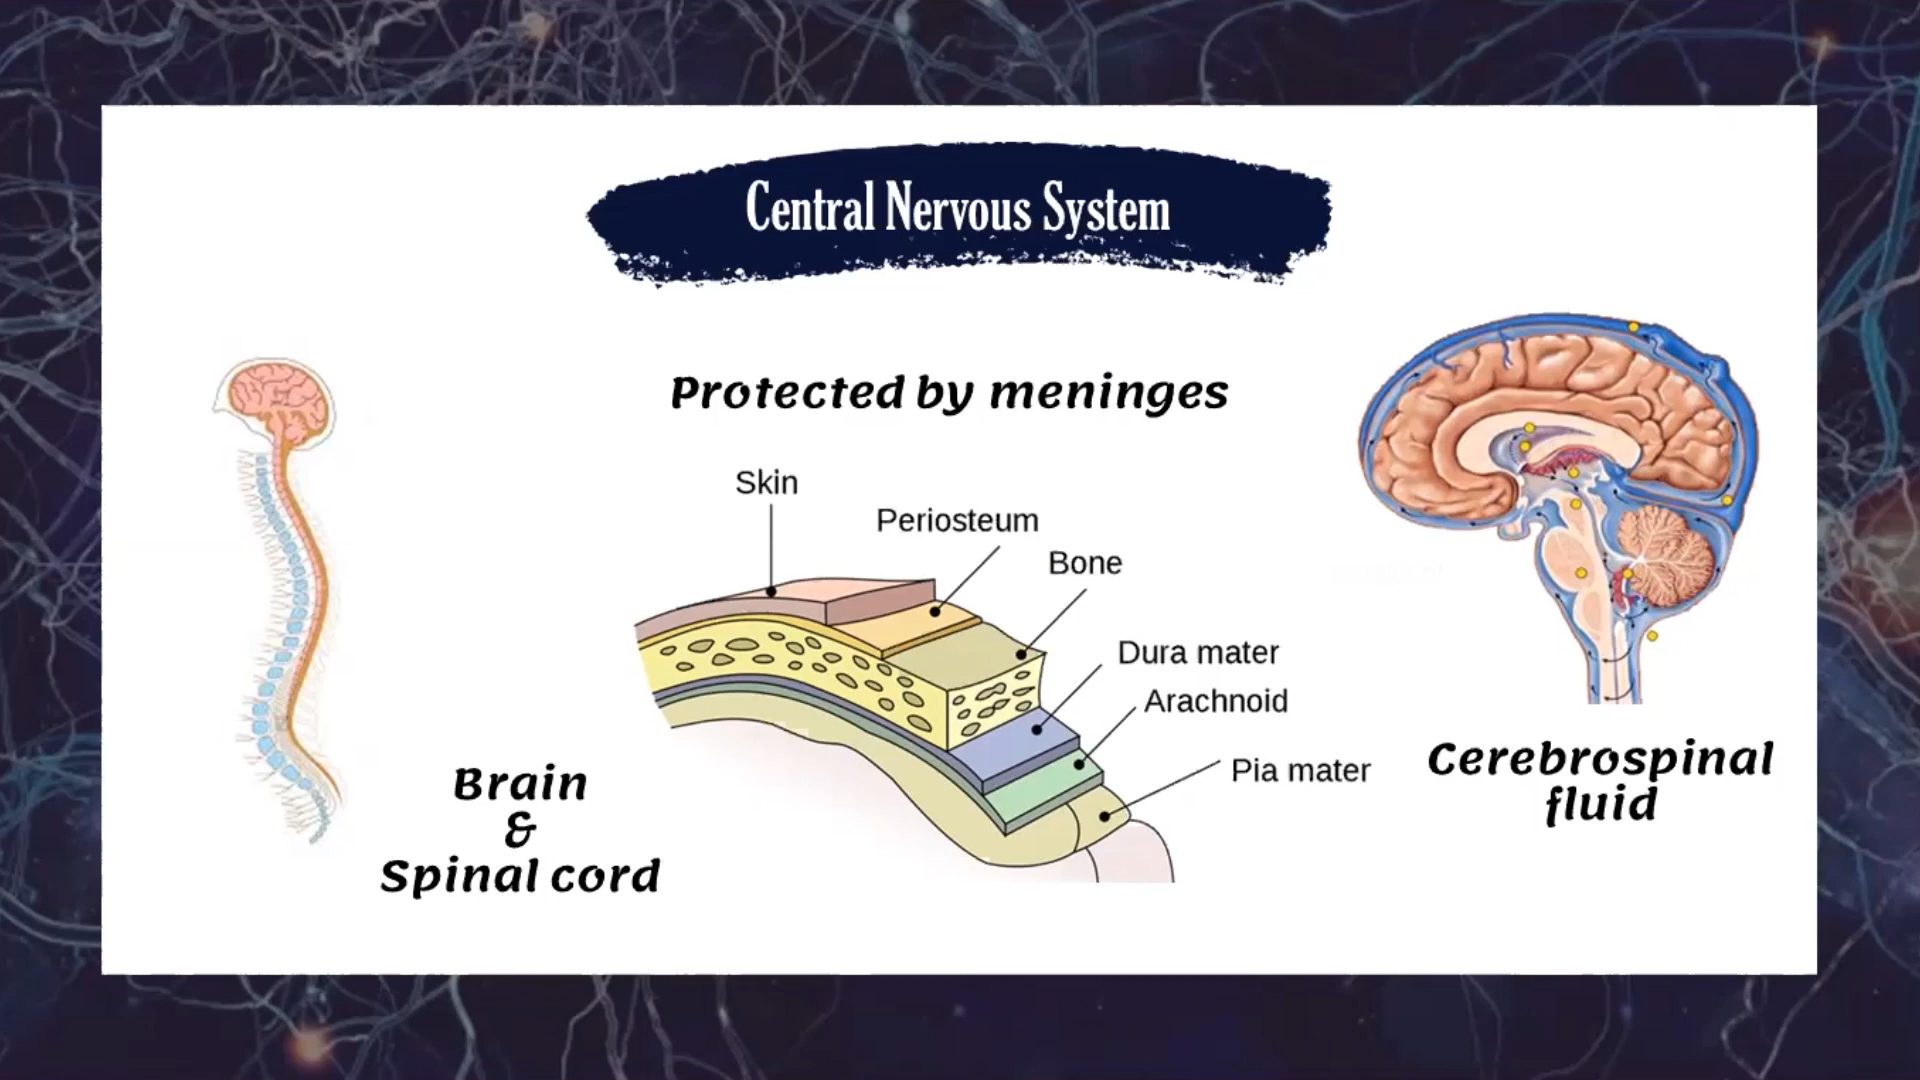 Central Nervous System
Protected by meninges
Skin
Periosteum
Bone
Dura mater
Arachnoid
Pia mater
Brain
&
Spinal cord
Cerebrospinal
fluid